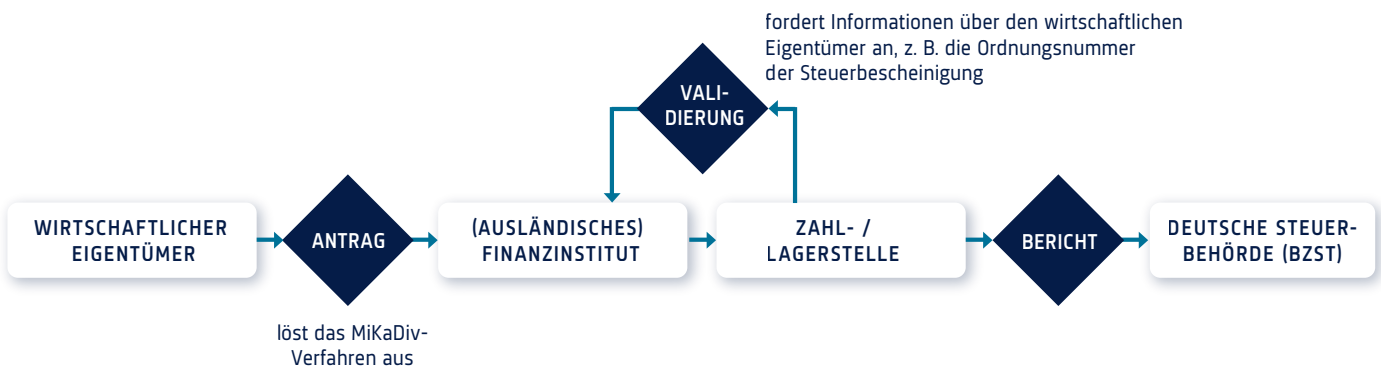 fordert Informationen über den wirtschaftlichen
Eigentümer an, z. B. die Ordnungsnummer
der Steuerbescheinigung
VALI-
DIERUNG
WIRTSCHAFTLICHER
EIGENTÜMER
ANTRAG
(AUSLÄNDISCHES)
FINANZINSTITUT
ZAHL- /
LAGERSTELLE
BERICHT
DEUTSCHE STEUER-
BEHÖRDE (BZST)
löst das MiKaDiv-
Verfahren aus